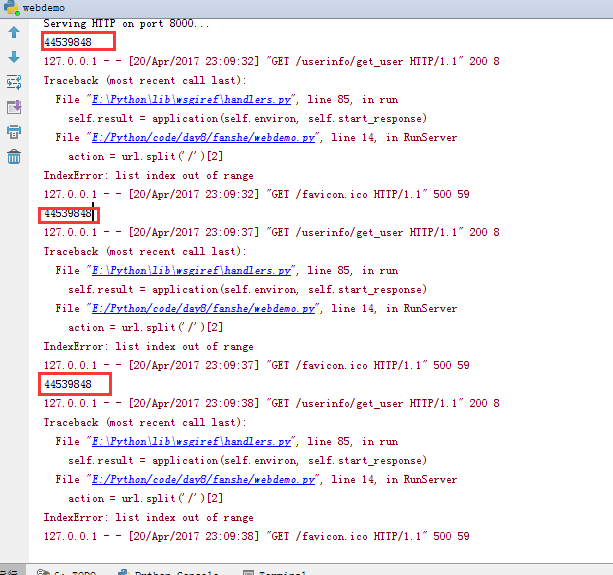 webdemo
Serving HTTP on port 8000...
44539848
127.0.0.1 - - [20/Apr/2017 23:09:32] "GET /userinfo/get_user HTTP/1.1" 200 8
Traceback (most recent call last):
File "E:\Python\lib\wsgiref\handlers.py", line 85, in run
self.result = application(self.environ, self.start_response)
File "E:/Python/code/day8/fanshe/webdemo.py", line 14, in RunServer
action = url.split('/')[2]
IndexError: list index out of range
127.0.0.1 - - [20/Apr/2017 23:09:32] "GET /favicon.ico HTTP/1.1" 500 59
44539848
127.0.0.1 - - [20/Apr/2017 23:09:37] "GET /userinfo/get_user HTTP/1.1" 200 8
Traceback (most recent call last):
File "E:\Python\lib\wsgiref\handlers.py", line 85, in run
self.result = application(self.environ, self.start_response)
File "E:/Python/code/day8/fanshe/webdemo.py", line 14, in RunServer
action = url.split('/')[2]
IndexError: list index out of range
127.0.0.1 - - [20/Apr/2017 23:09:37] "GET /favicon.ico HTTP/1.1" 500 59
44539848
127.0.0.1 - - [20/Apr/2017 23:09:38] "GET /userinfo/get_user HTTP/1.1" 200 8
Traceback (most recent call last):
File "E:\Python\lib\wsgiref\handlers.py", line 85, in run
self.result = application(self.environ, self.start_response)
File "E:/Python/code/day8/fanshe/webdemo.py", line 14, in RunServer
action = url.split('/')[2]
IndexError: list index out of range
127.0.0.1 - - [20/Apr/2017 23:09:38] "GET /favicon.ico HTTP/1.1" 500 59
6: TODO Python Console Terminal